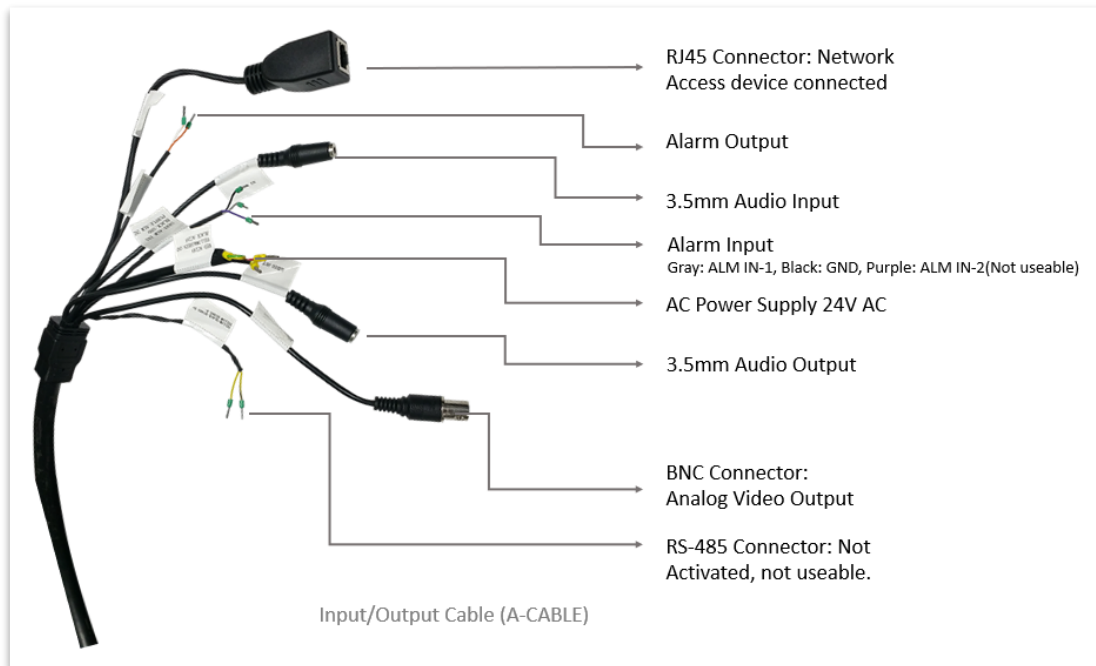 RJ45 Connector: Network
Access device connected
Alarm Output
3.5mm Audio Input
Alarm Input
Gray: ALM IN-1, Black: GND, Purple: ALM IN-2(Not useable)
AC Power Supply 24V AC
3.5mm Audio Output
BNC Connector:
Analog Video Output
RS-485 Connector: Not
Activated, not useable.
Input/Output Cable (A-CABLE)